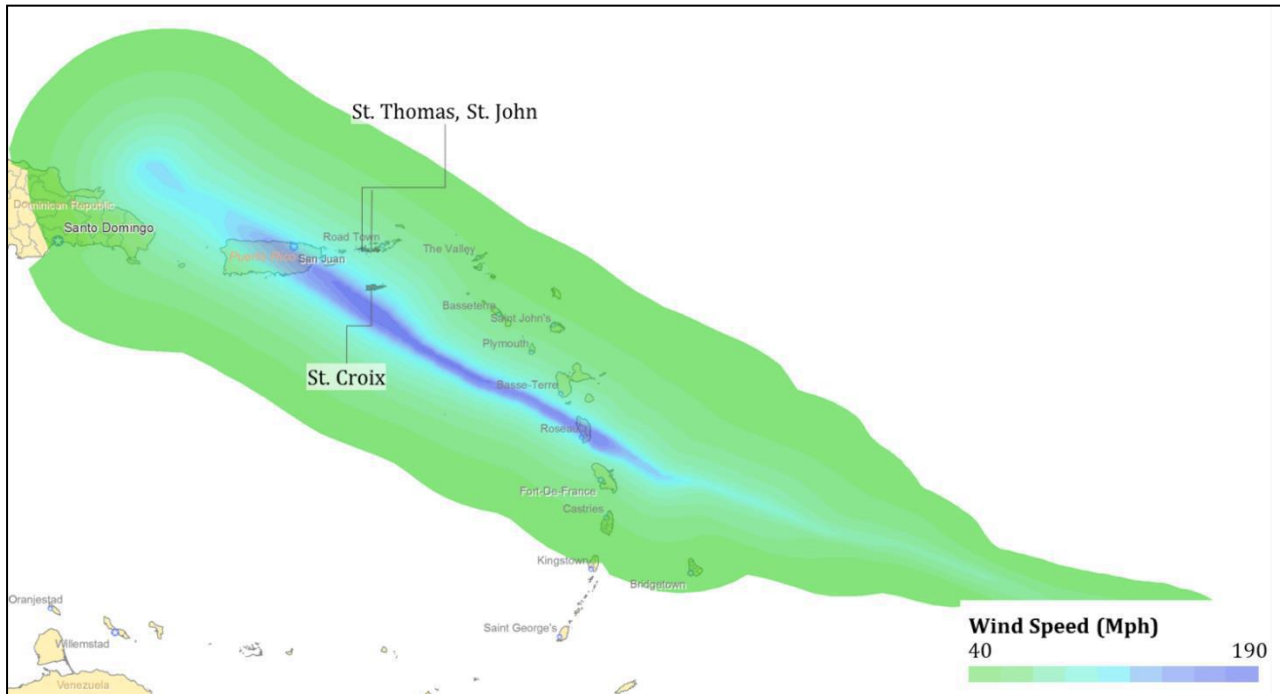 St. Thomas, St. John
Dominican Republic
Santo Domingo
Road Town
The Valley
Puerto Rico
San Juan
Basseterre
Saint John's
Plymouth
St. Croix
Basse-Terre
Roseau
Fort-De-France
Castries
Kingstown
Bridgetown
Oranjestad
Saint George's
Willemstad
Venezuela
Wind Speed (Mph)
40 190